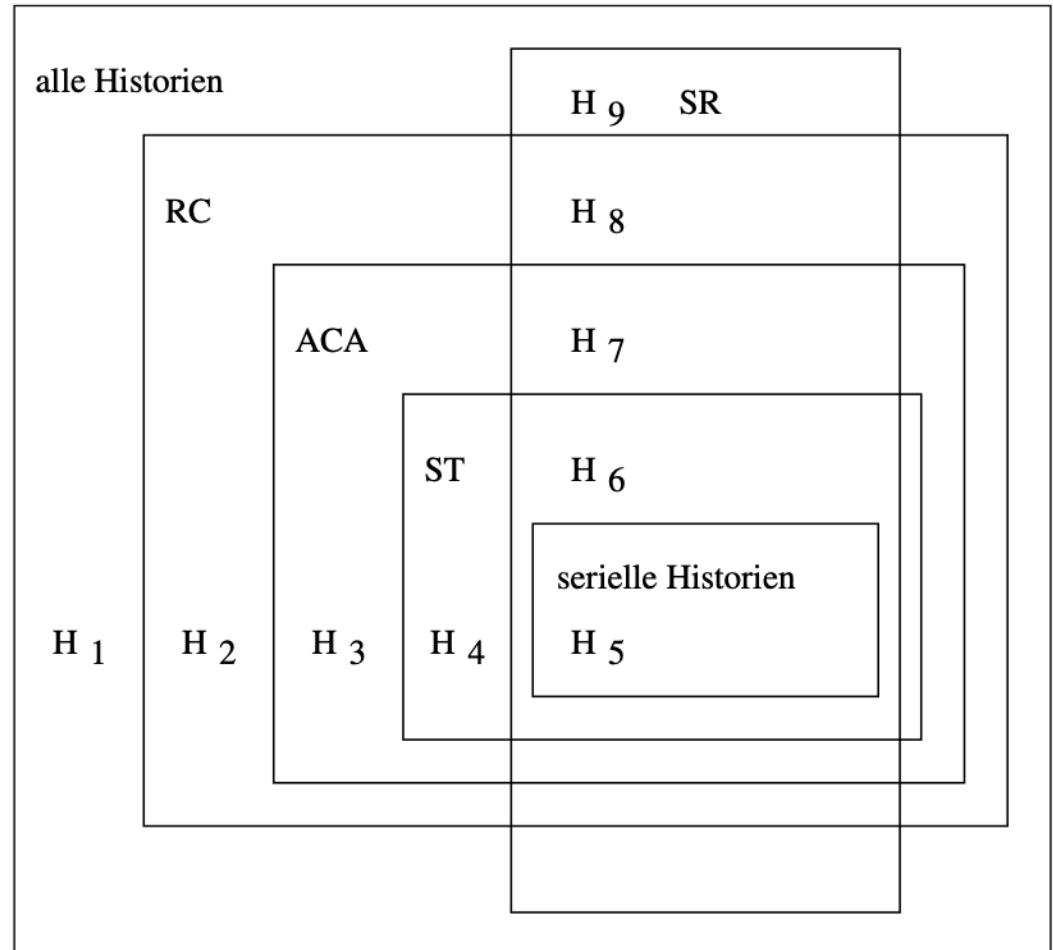 alle Historien
H 9 SR
RC H 8
ACA H 7
ST H 6
serielle Historien
H 1 H 2 H 3 H 4 H 5